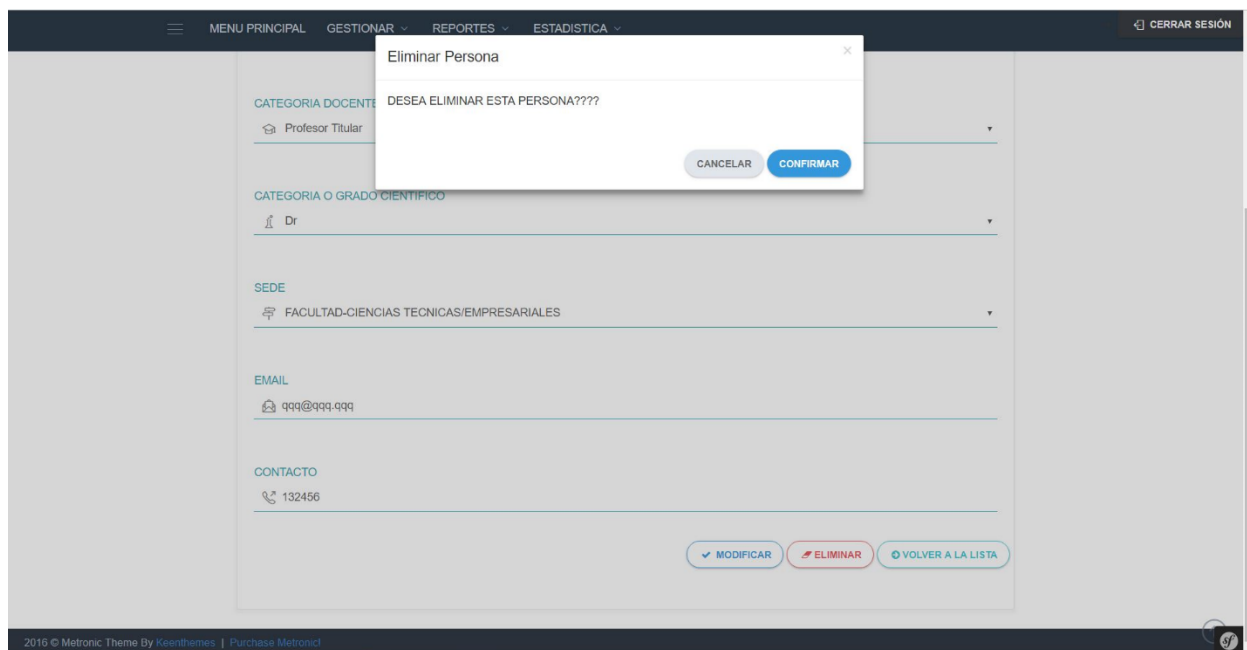 MENU PRINCIPAL GESTIONAR REPORTES ESTADISTICA CERRAR SESIÓN
Eliminar Persona ×
DESEA ELIMINAR ESTA PERSONA????
CANCELAR CONFIRMAR
CATEGORIA DOCENTE
Profesor Titular
CATEGORIA O GRADO CIENTIFICO
Dr
SEDE
FACULTAD-CIENCIAS TECNICAS/EMPRESARIALES
EMAIL
qqq@qqq.qqq
CONTACTO
132456
MODIFICAR ELIMINAR VOLVER A LA LISTA
2016 © Metronic Theme By Keenthemes | Purchase Metronic!
sf